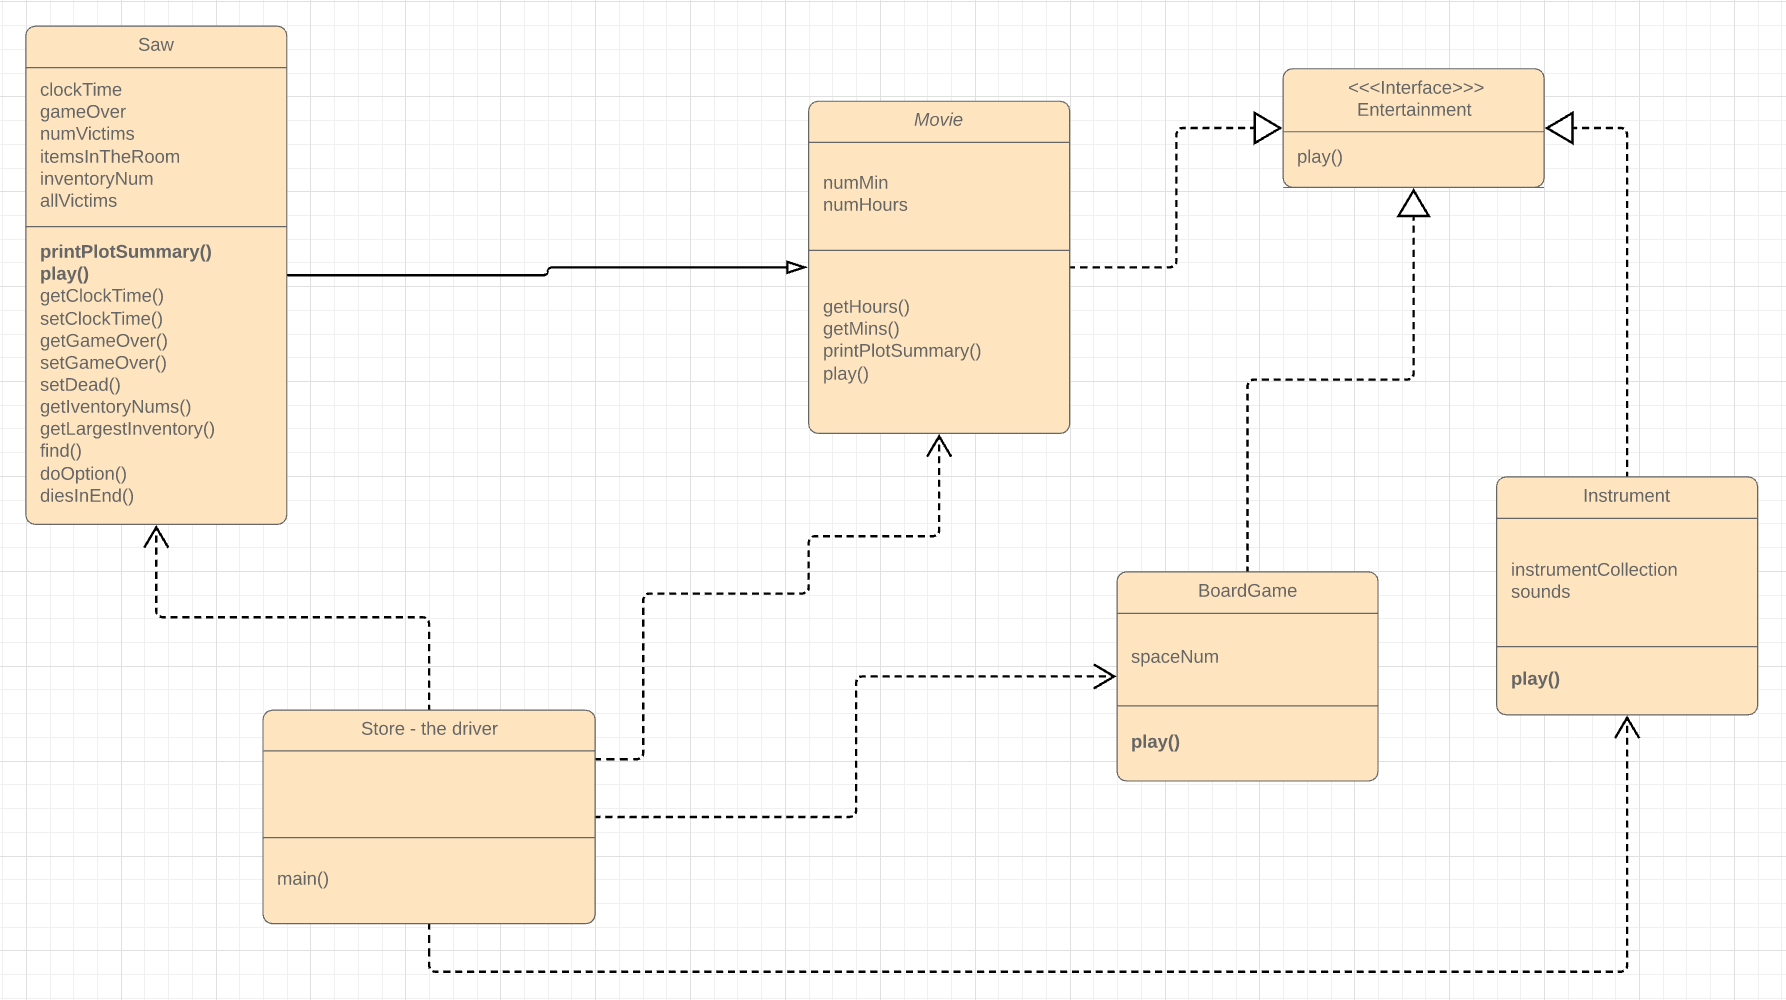 Saw
clockTime
gameOver
numVictims
itemsInTheRoom
inventoryNum
allVictims
printPlotSummary()
play()
getClockTime()
setClockTime()
getGameOver()
setGameOver()
setDead()
getIventoryNums()
getLargestInventory()
find()
doOption()
diesInEnd()
Movie
numMin
numHours
getHours()
getMins()
printPlotSummary()
play()
<<<Interface>>>
Entertainment
play()
Store - the driver
main()
BoardGame
spaceNum
play()
Instrument
instrumentCollection
sounds
play()